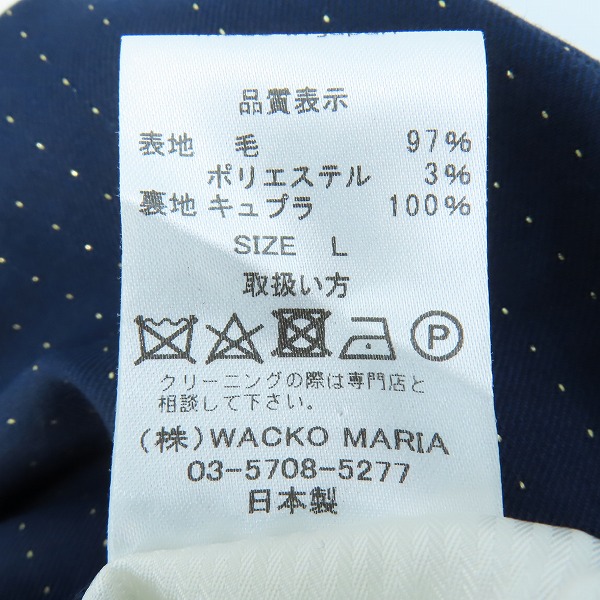 品質表示
表地 毛 97%
ポリエステル 3%
裏地 キュプラ 100%
SIZE L
取扱い方
P
クリーニングの際は専門店と
相談して下さい。
(株)WACKO MARIA
03-5708-5277
日本製